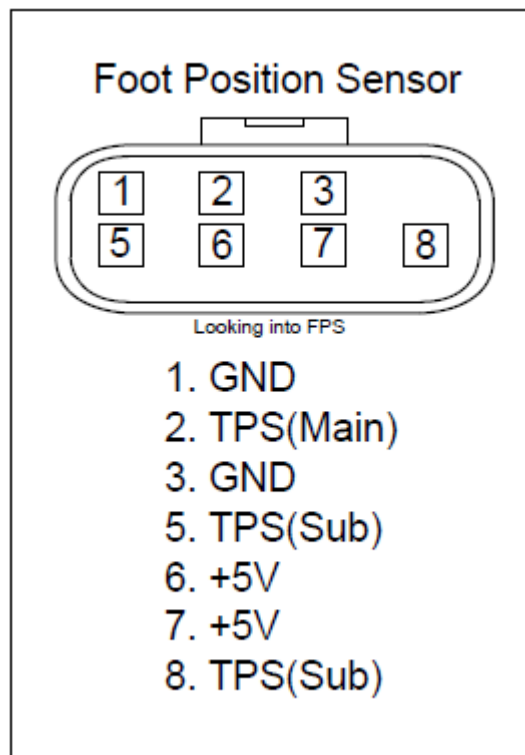 Foot Position Sensor
1 2 3
5 6 7 8
Looking into FPS
1. GND
2. TPS(Main)
3. GND
5. TPS(Sub)
6. +5V
7. +5V
8. TPS(Sub)